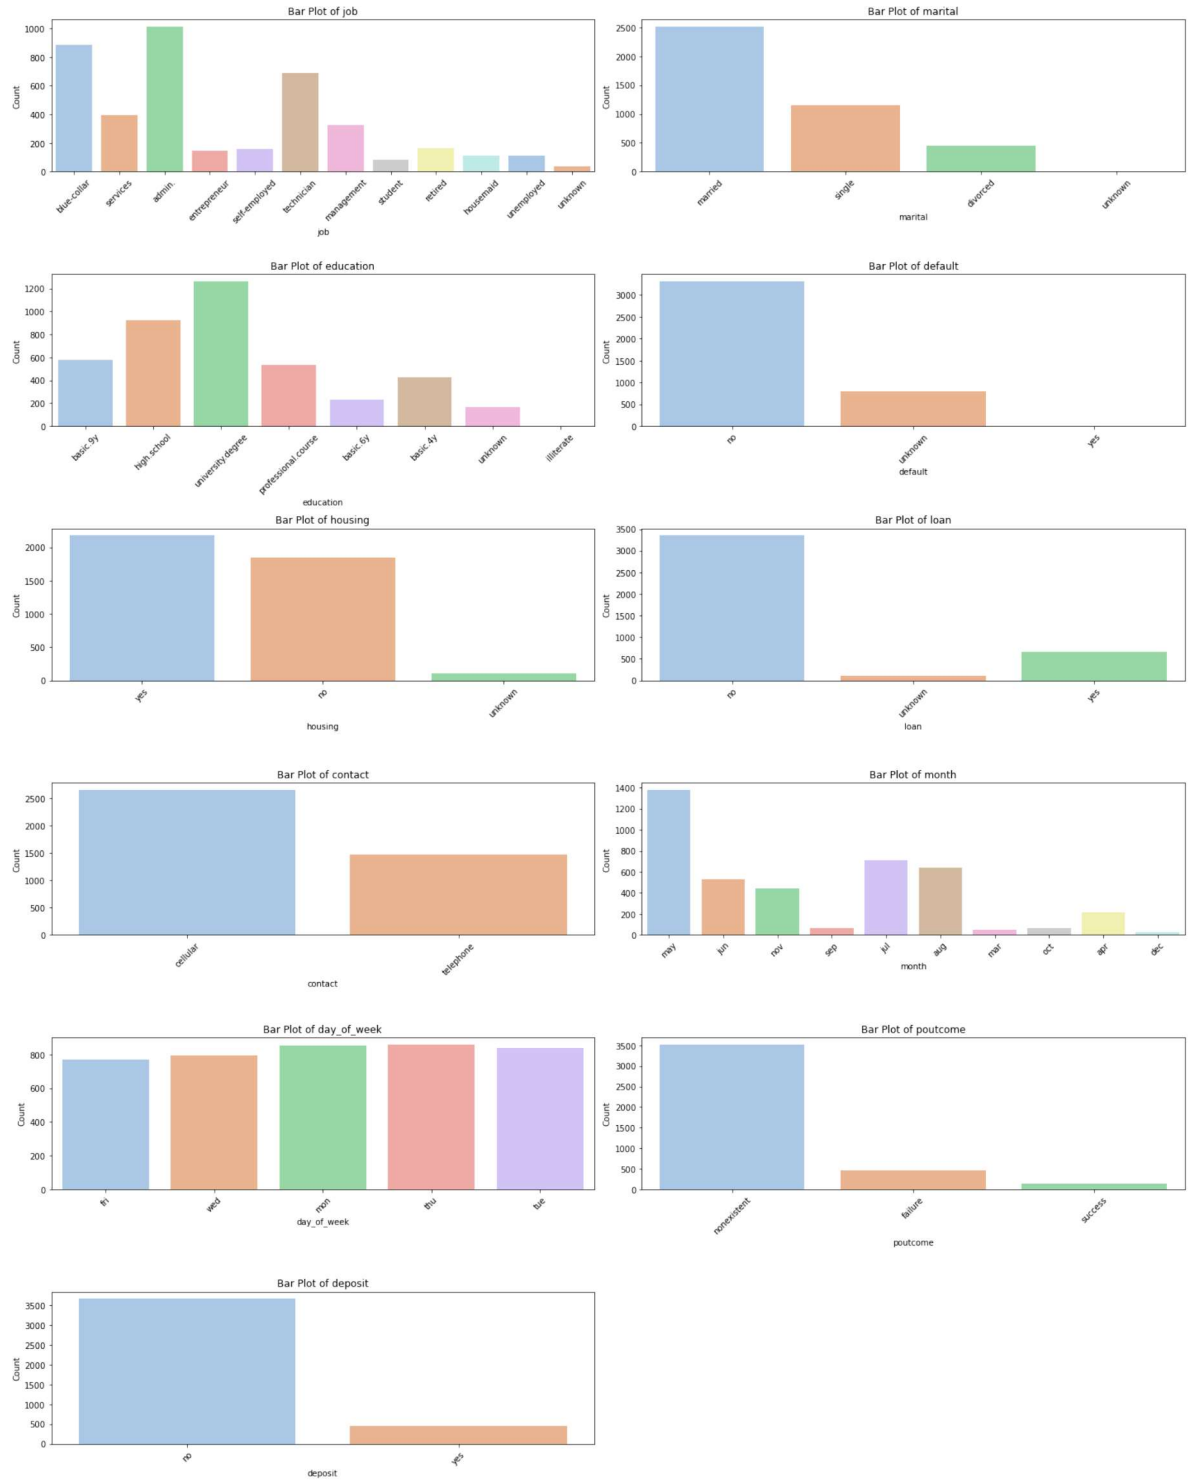 Bar Plot of job
1000
800
600
400
200
0
Count
blue-collar
services
admin.
entrepreneur
self-employed
technician
management
student
retired
housemaid
unemployed
unknown
job
Bar Plot of marital
2500
2000
1500
1000
500
0
Count
married
single
divorced
unknown
marital
Bar Plot of education
1200
1000
800
600
400
200
0
Count
basic.9y
high.school
university.degree
professional.course
basic.6y
basic.4y
unknown
illiterate
education
Bar Plot of default
3000
2500
2000
1500
1000
500
0
Count
no
unknown
yes
default
Bar Plot of housing
2000
1500
1000
500
0
Count
yes
no
unknown
housing
Bar Plot of loan
3500
3000
2500
2000
1500
1000
500
0
Count
no
unknown
yes
loan
Bar Plot of contact
2500
2000
1500
1000
500
0
Count
cellular
telephone
contact
Bar Plot of month
1400
1200
1000
800
600
400
200
0
Count
may
jun
nov
sep
jul
aug
mar
oct
apr
dec
month
Bar Plot of day_of_week
800
600
400
200
0
Count
fri
wed
mon
thu
tue
day_of_week
Bar Plot of poutcome
3500
3000
2500
2000
1500
1000
500
0
Count
nonexistent
failure
success
poutcome
Bar Plot of deposit
3500
3000
2500
2000
1500
1000
500
0
Count
no
yes
deposit